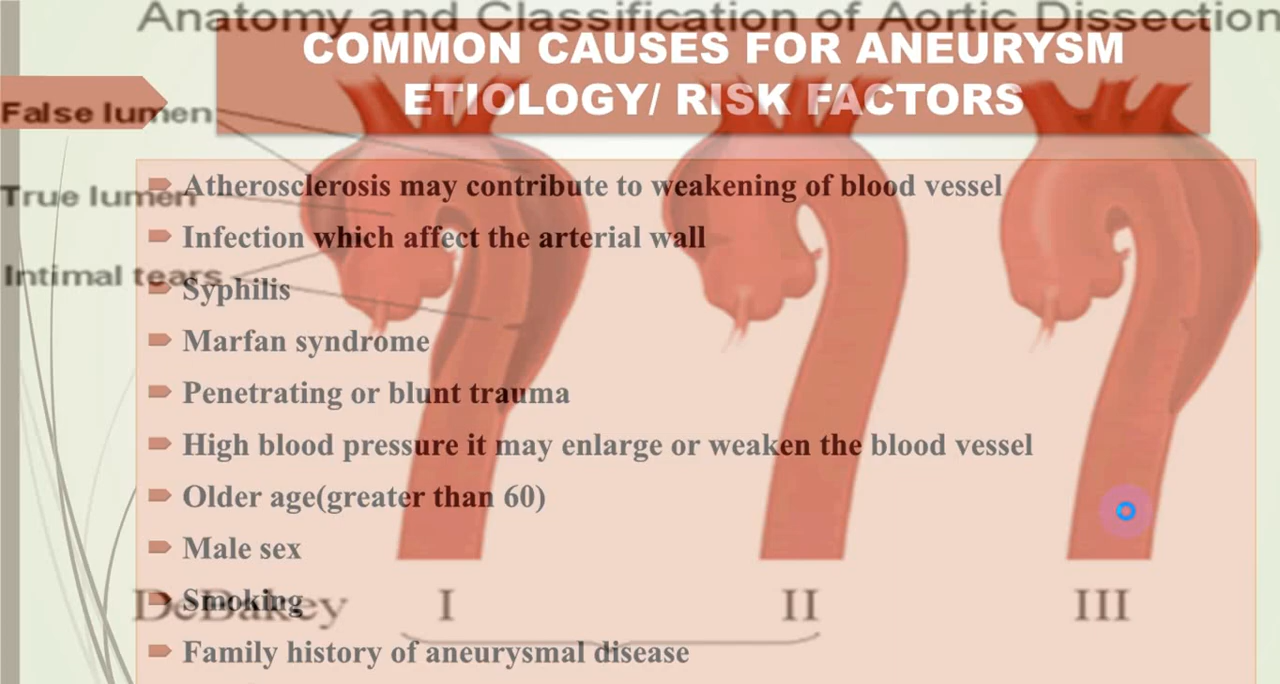 Anatomy and Classification of Aortic Dissection
COMMON CAUSES FOR ANEURYSM
ETIOLOGY/ RISK FACTORS
False lumen
True lumen
Intimal tears
Atherosclerosis may contribute to weakening of blood vessel
Infection which affect the arterial wall
Syphilis
Marfan syndrome
Penetrating or blunt trauma
High blood pressure it may enlarge or weaken the blood vessel
Older age(greater than 60)
Male sex
Smoking
DeBakey I II III
Family history of aneurysmal disease